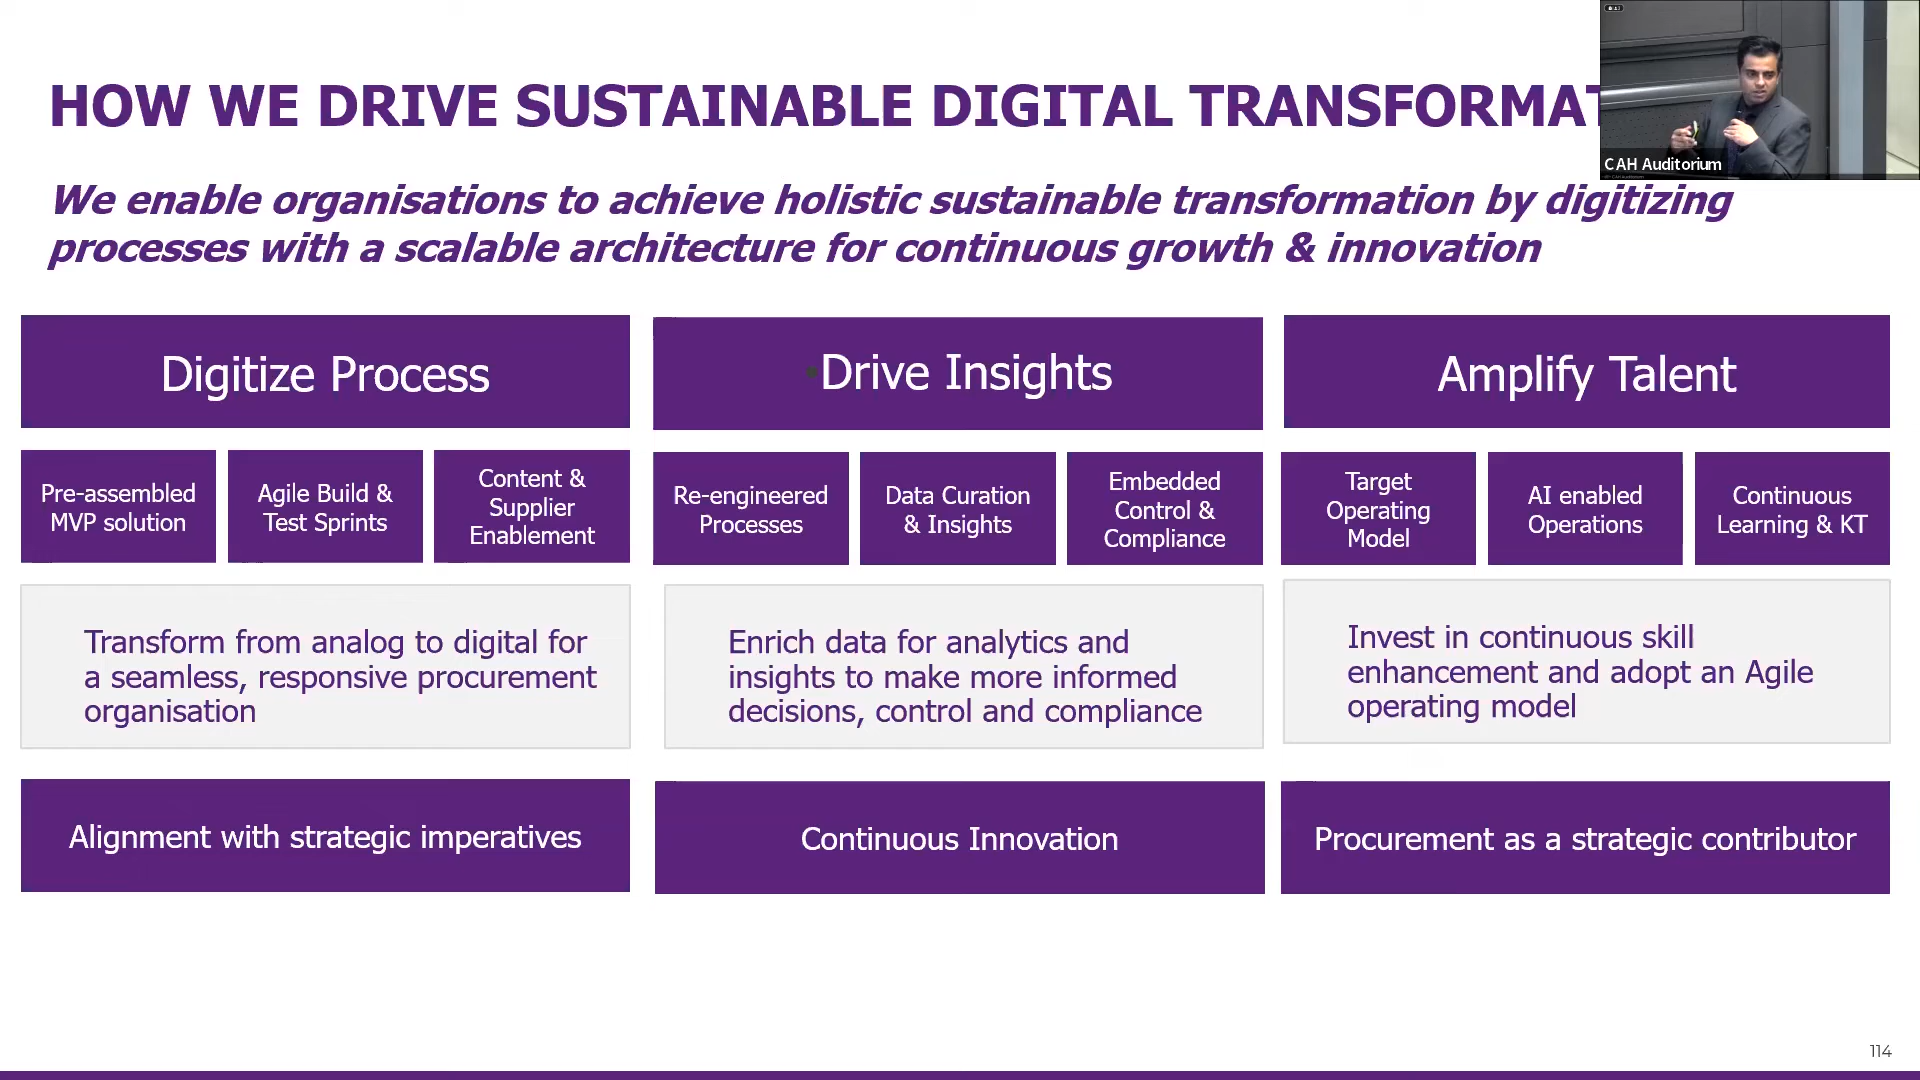 HOW WE DRIVE SUSTAINABLE DIGITAL TRANSFORMAT
CAH Auditorium
We enable organisations to achieve holistic sustainable transformation by digitizing
processes with a scalable architecture for continuous growth & innovation
Digitize Process
Drive Insights
Amplify Talent
Pre-assembled
MVP solution
Agile Build &
Test Sprints
Content &
Supplier
Enablement
Re-engineered
Processes
Data Curation
& Insights
Embedded
Control &
Compliance
Target
Operating
Model
AI enabled
Operations
Continuous
Learning & KT
Transform from analog to digital for
a seamless, responsive procurement
organisation
Enrich data for analytics and
insights to make more informed
decisions, control and compliance
Invest in continuous skill
enhancement and adopt an Agile
operating model
Alignment with strategic imperatives
Continuous Innovation
Procurement as a strategic contributor
114